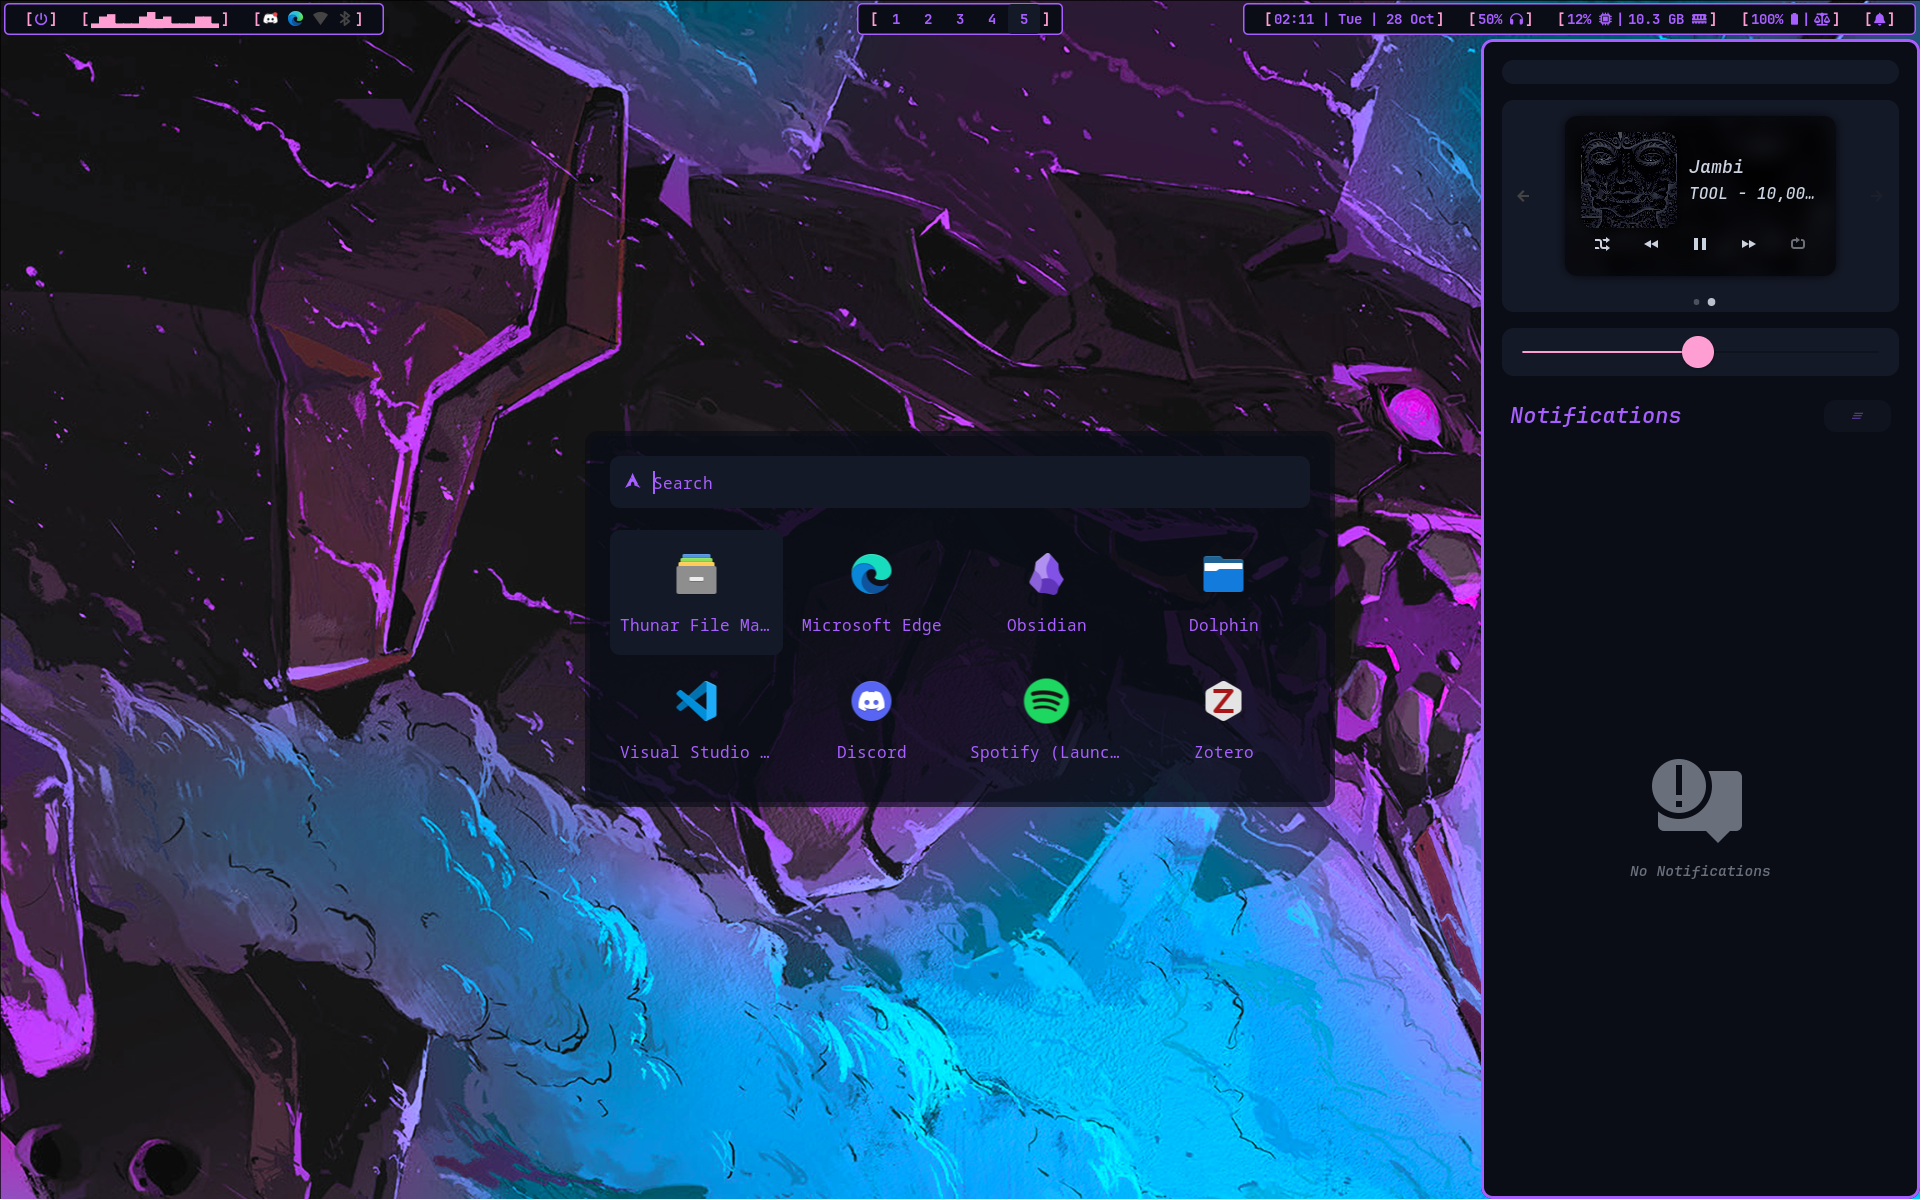 [ ]
[ ]
[ ]
[ 1 2 3 4 5 ]
[02:11 | Tue | 28 Oct]
[50% ]
[12% | 10.3 GB ]
[100% | ]
[ ]
Jambi
TOOL - 10,00…
Notifications
No Notifications
Search
Thunar File Ma…
Microsoft Edge
Obsidian
Dolphin
Visual Studio …
Discord
Spotify (Launc…
Zotero